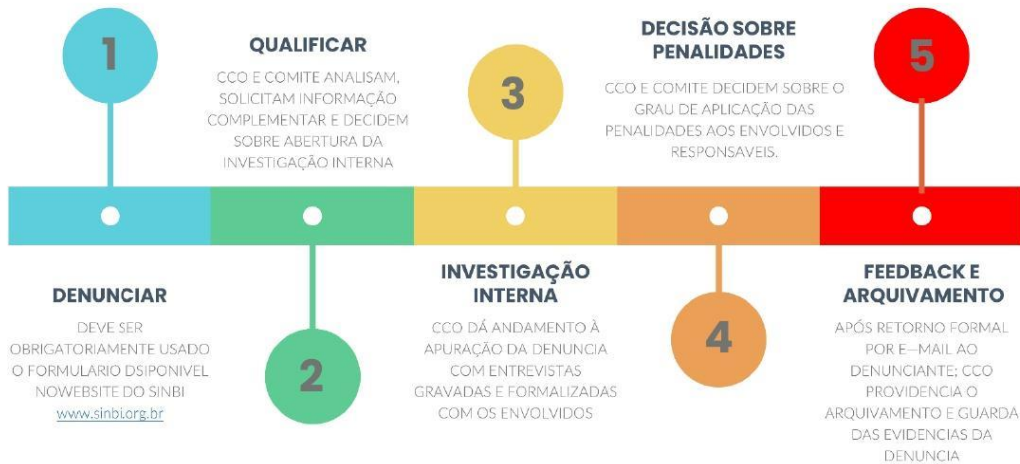 1
DENUNCIAR
DEVE SER
OBRIGATORIAMENTE USADO
O FORMULARIO DSIPONIVEL
NOWEBSITE DO SINBI
www.sinbi.org.br
QUALIFICAR
CCO E COMITE ANALISAM,
SOLICITAM INFORMAÇÃO
COMPLEMENTAR E DECIDEM
SOBRE ABERTURA DA
INVESTIGAÇÃO INTERNA
2
3
INVESTIGAÇÃO
INTERNA
CCO DÁ ANDAMENTO À
APURAÇÃO DA DENUNCIA
COM ENTREVISTAS
GRAVADAS E FORMALIZADAS
COM OS ENVOLVIDOS
DECISÃO SOBRE
PENALIDADES
CCO E COMITE DECIDEM SOBRE O
GRAU DE APLICAÇÃO DAS
PENALIDADES AOS ENVOLVIDOS E
RESPONSAVEIS.
4
5
FEEDBACK E
ARQUIVAMENTO
APÓS RETORNO FORMAL
POR E–MAIL AO
DENUNCIANTE; CCO
PROVIDENCIA O
ARQUIVAMENTO E GUARDA
DAS EVIDENCIAS DA
DENUNCIA